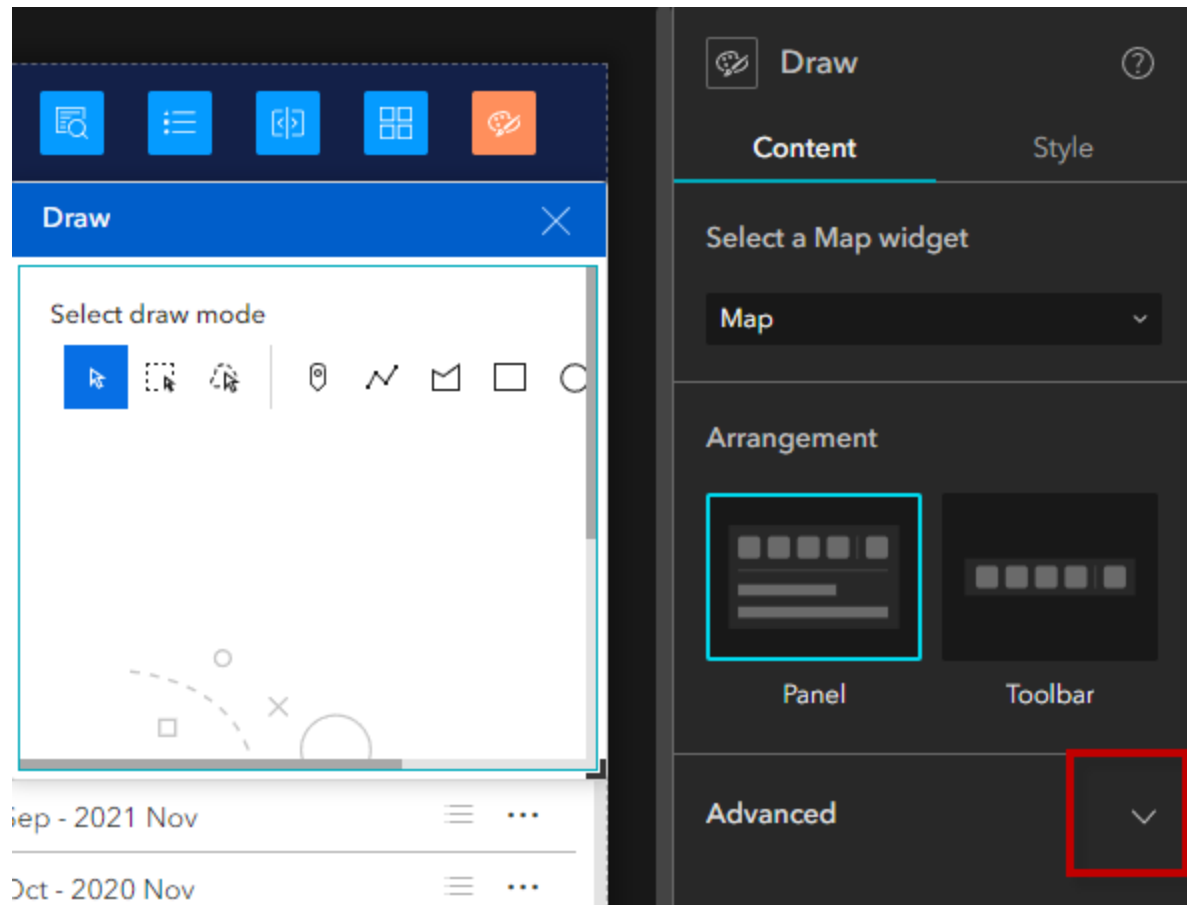 Draw
Select draw mode
Sep - 2021 Nov
Oct - 2020 Nov
Draw
Content Style
Select a Map widget
Map
Arrangement
Panel Toolbar
Advanced